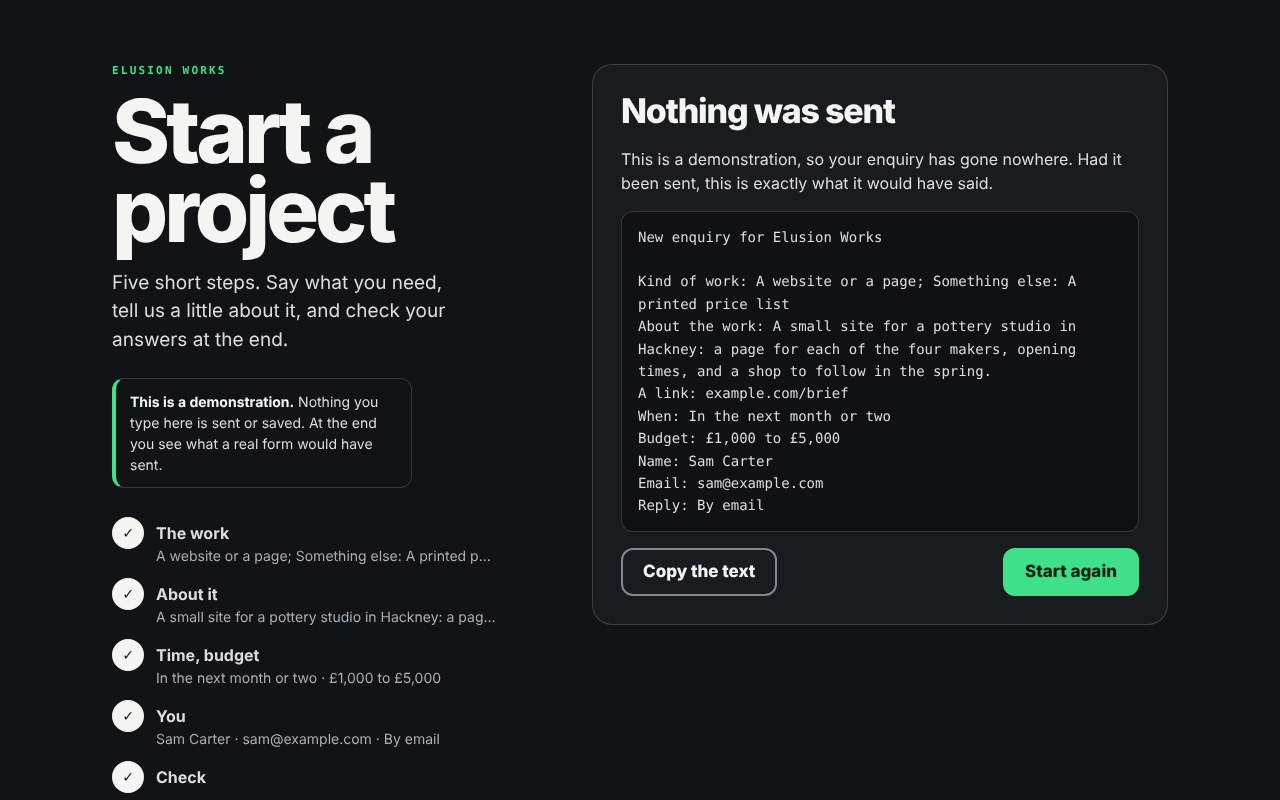 ELUSION WORKS
Start a
project
Five short steps. Say what you need,
tell us a little about it, and check your
answers at the end.
This is a demonstration. Nothing you
type here is sent or saved. At the end
you see what a real form would have
sent.
✓ The work
A website or a page; Something else: A printed p…
✓ About it
A small site for a pottery studio in Hackney: a pag…
✓ Time, budget
In the next month or two · £1,000 to £5,000
✓ You
Sam Carter · sam@example.com · By email
✓ Check
Nothing was sent
This is a demonstration, so your enquiry has gone nowhere. Had it
been sent, this is exactly what it would have said.
New enquiry for Elusion Works
Kind of work: A website or a page; Something else: A
printed price list
About the work: A small site for a pottery studio in
Hackney: a page for each of the four makers, opening
times, and a shop to follow in the spring.
A link: example.com/brief
When: In the next month or two
Budget: £1,000 to £5,000
Name: Sam Carter
Email: sam@example.com
Reply: By email
Copy the text
Start again